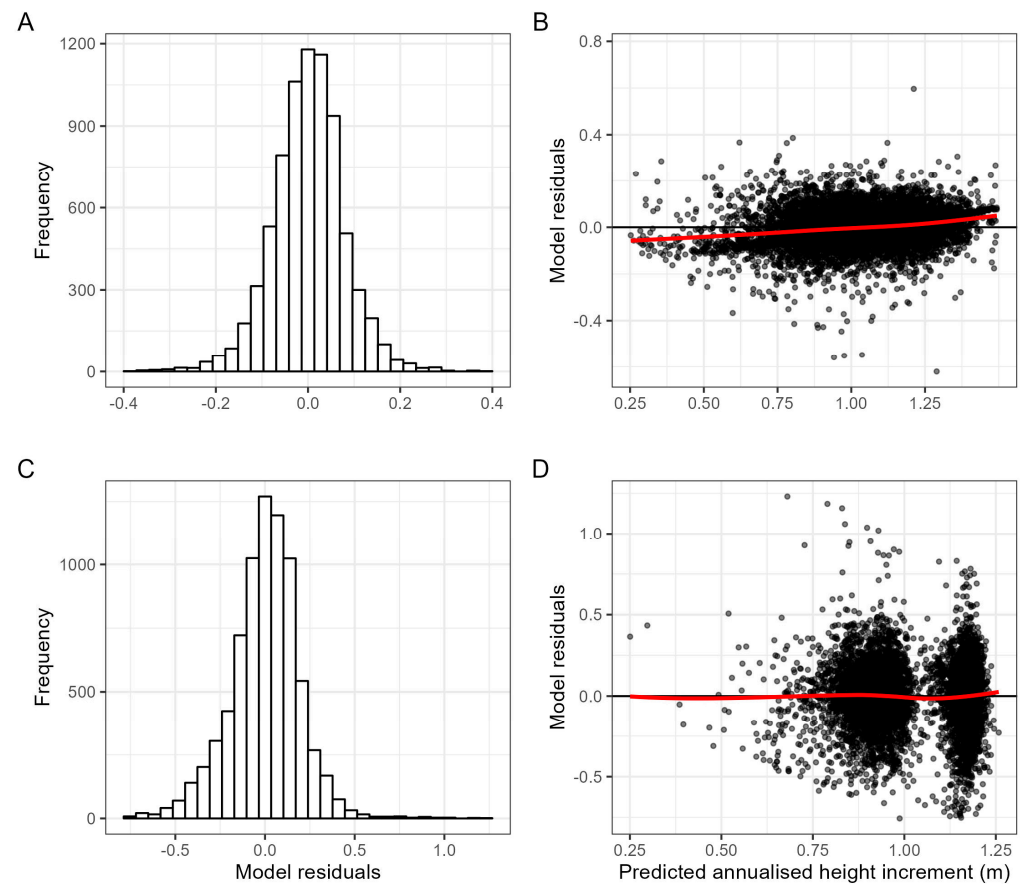 A
1200
900
600
300
0
Frequency
-0.4 -0.2 0.0 0.2 0.4
B
0.8
0.4
0.0
-0.4
Model residuals
0.25 0.50 0.75 1.00 1.25
C
1000
500
0
Frequency
-0.5 0.0 0.5 1.0
Model residuals
D
1.0
0.5
0.0
-0.5
Model residuals
0.25 0.50 0.75 1.00 1.25
Predicted annualised height increment (m)